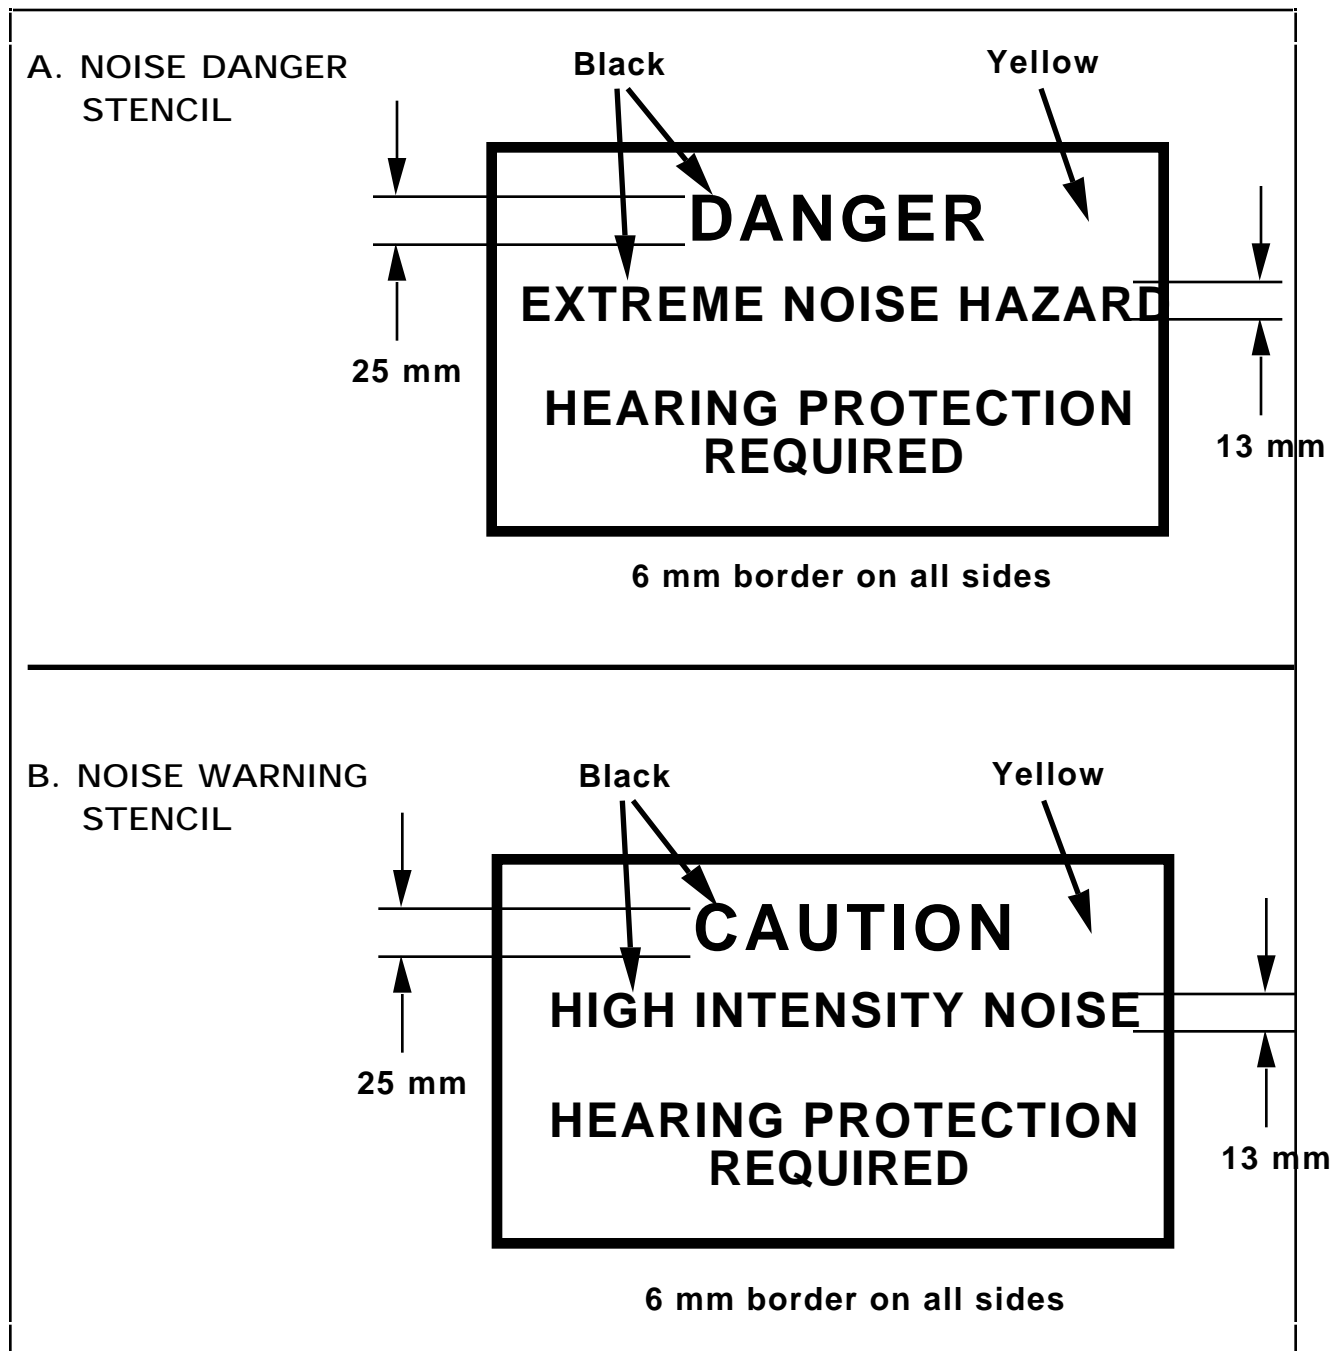 A. NOISE DANGER
STENCIL
Black
Yellow
DANGER
EXTREME NOISE HAZARD
25 mm
HEARING PROTECTION
REQUIRED
13 mm
6 mm border on all sides
B. NOISE WARNING
STENCIL
Black
Yellow
CAUTION
HIGH INTENSITY NOISE
25 mm
HEARING PROTECTION
REQUIRED
13 mm
6 mm border on all sides